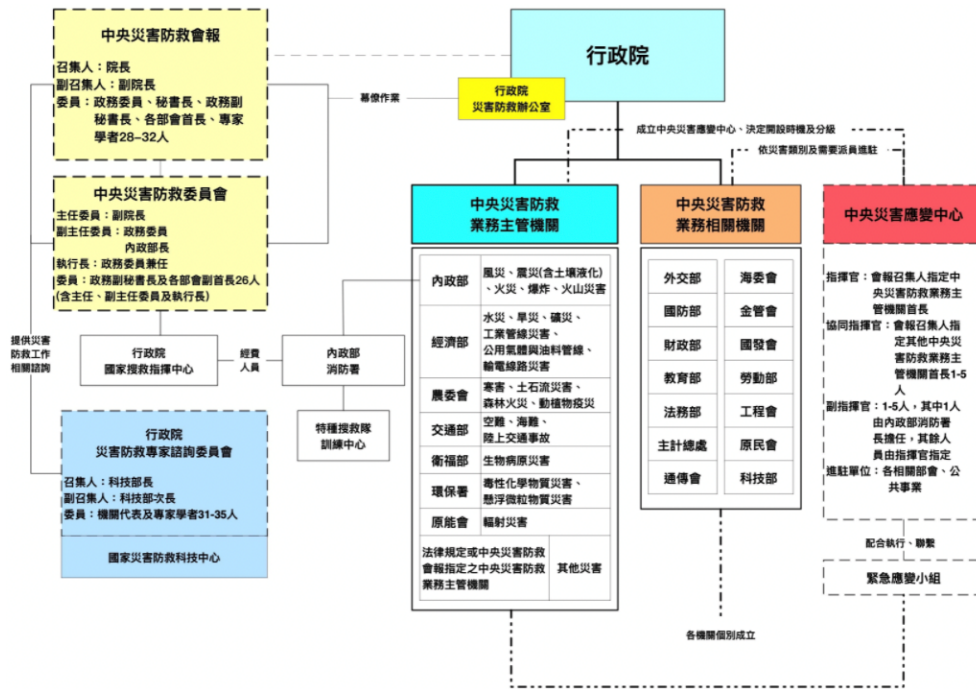 中央災害防救會報
召集人：院長
副召集人：副院長
委員：政務委員、秘書長、政務副
秘書長、各部會首長、專家
學者28–32人
行政院
幕僚作業
行政院
災害防救辦公室
成立中央災害應變中心、決定開設時機及分級
依災害類別及需要派員進駐
中央災害防救委員會
主任委員：副院長
副主任委員：政務委員
內政部長
執行長：政務委員兼任
委員：政務副秘書長及各部會副首長26人
(含主任、副主任委員及執行長)
提供災害
防救工作
相關諮詢
行政院
國家搜救指揮中心
經費
人員
內政部
消防署
特種搜救隊
訓練中心
行政院
災害防救專家諮詢委員會
召集人：科技部長
副召集人：科技部次長
委員：機關代表及專家學者31-35人
國家災害防救科技中心
中央災害防救
業務主管機關
內政部
風災、震災(含土壤液化)
、火災、爆炸、火山災害
經濟部
水災、旱災、礦災、
工業管線災害、
公用氣體與油料管線、
輸電線路災害
農委會
寒害、土石流災害、
森林火災、動植物疫災
交通部
空難、海難、
陸上交通事故
衛福部
生物病原災害
環保署
毒性化學物質災害、
懸浮微粒物質災害
原能會
輻射災害
法律規定或中央災害防救
會報指定之中央災害防救
業務主管機關
其他災害
中央災害防救
業務相關機關
外交部
海委會
國防部
金管會
財政部
國發會
教育部
勞動部
法務部
工程會
主計總處
原民會
通傳會
科技部
各機關個別成立
中央災害應變中心
指揮官：會報召集人指定中
央災害防救業務主
管機關首長
協同指揮官：會報召集人指
定其他中央災
害防救業務主
管機關首長1-5
人
副指揮官：1-5人，其中1人
由內政部消防署
長擔任，其餘人
員由指揮官指定
進駐單位：各相關部會、公
共事業
配合執行、聯繫
緊急應變小組